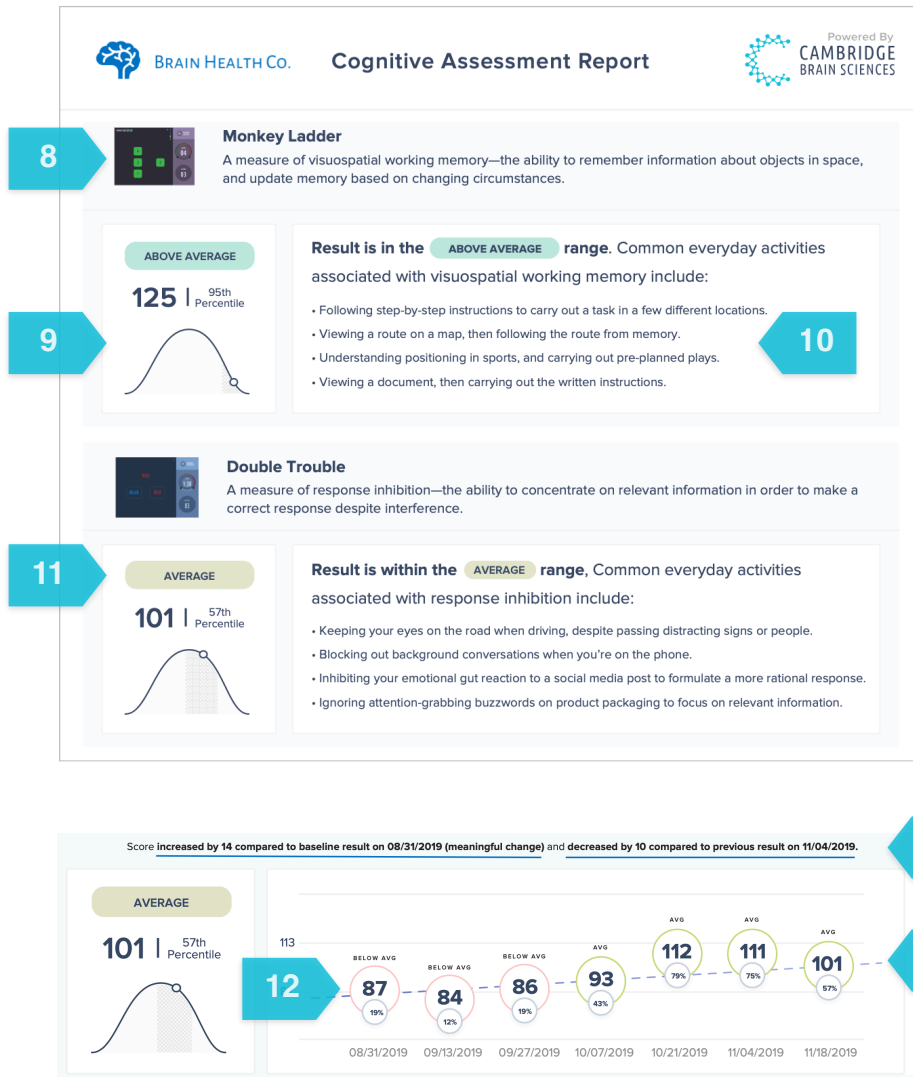 BRAIN HEALTH CO.
Cognitive Assessment Report
Powered By
CAMBRIDGE
BRAIN SCIENCES
8
Monkey Ladder
A measure of visuospatial working memory—the ability to remember information about objects in space,
and update memory based on changing circumstances.
ABOVE AVERAGE
125 | 95th
Percentile
9
Result is in the ABOVE AVERAGE range. Common everyday activities
associated with visuospatial working memory include:
• Following step-by-step instructions to carry out a task in a few different locations.
• Viewing a route on a map, then following the route from memory.
• Understanding positioning in sports, and carrying out pre-planned plays.
• Viewing a document, then carrying out the written instructions.
10
Double Trouble
A measure of response inhibition—the ability to concentrate on relevant information in order to make a
correct response despite interference.
11
AVERAGE
101 | 57th
Percentile
Result is within the AVERAGE range, Common everyday activities
associated with response inhibition include:
• Keeping your eyes on the road when driving, despite passing distracting signs or people.
• Blocking out background conversations when you're on the phone.
• Inhibiting your emotional gut reaction to a social media post to formulate a more rational response.
• Ignoring attention-grabbing buzzwords on product packaging to focus on relevant information.
Score increased by 14 compared to baseline result on 08/31/2019 (meaningful change) and decreased by 10 compared to previous result on 11/04/2019.
AVERAGE
101 | 57th
Percentile
12
113
BELOW AVG
87
19%
08/31/2019
BELOW AVG
84
12%
09/13/2019
BELOW AVG
86
19%
09/27/2019
AVG
93
43%
10/07/2019
AVG
112
79%
10/21/2019
AVG
111
75%
11/04/2019
AVG
101
57%
11/18/2019